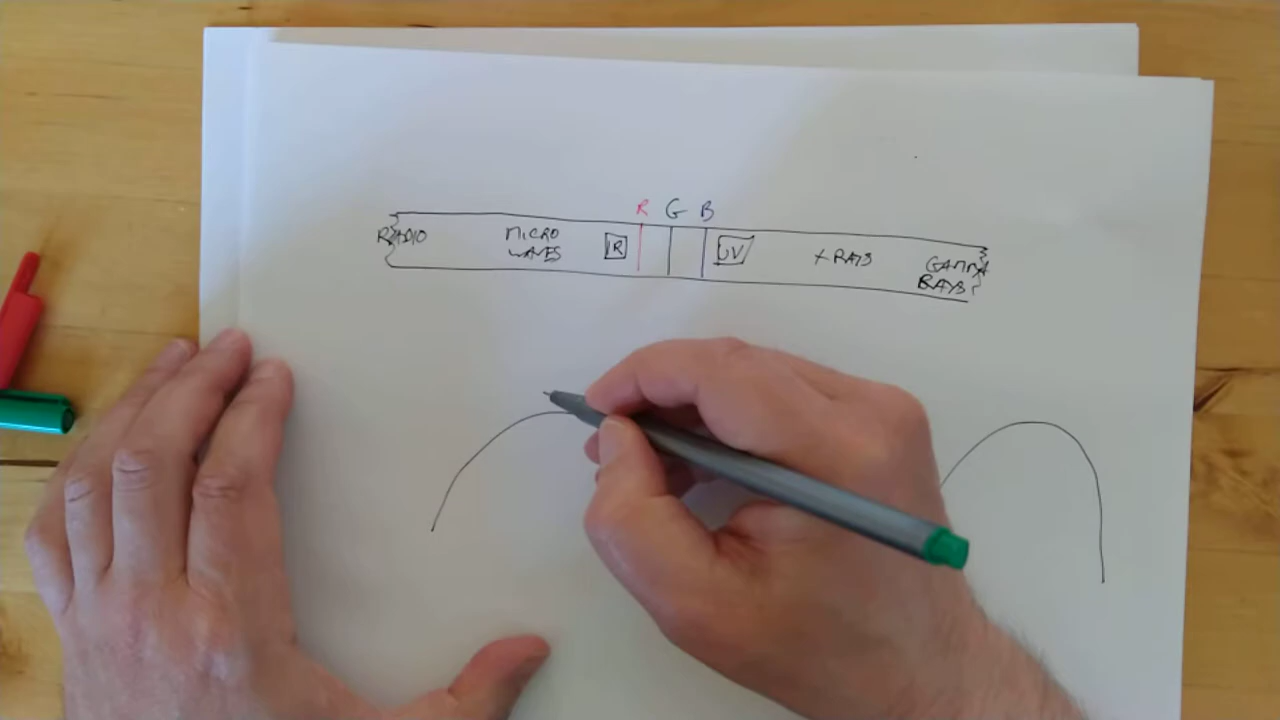 R G B
RADIO
MICRO
WAVES
IR
UV
X RAYS
GAMMA
RAYS